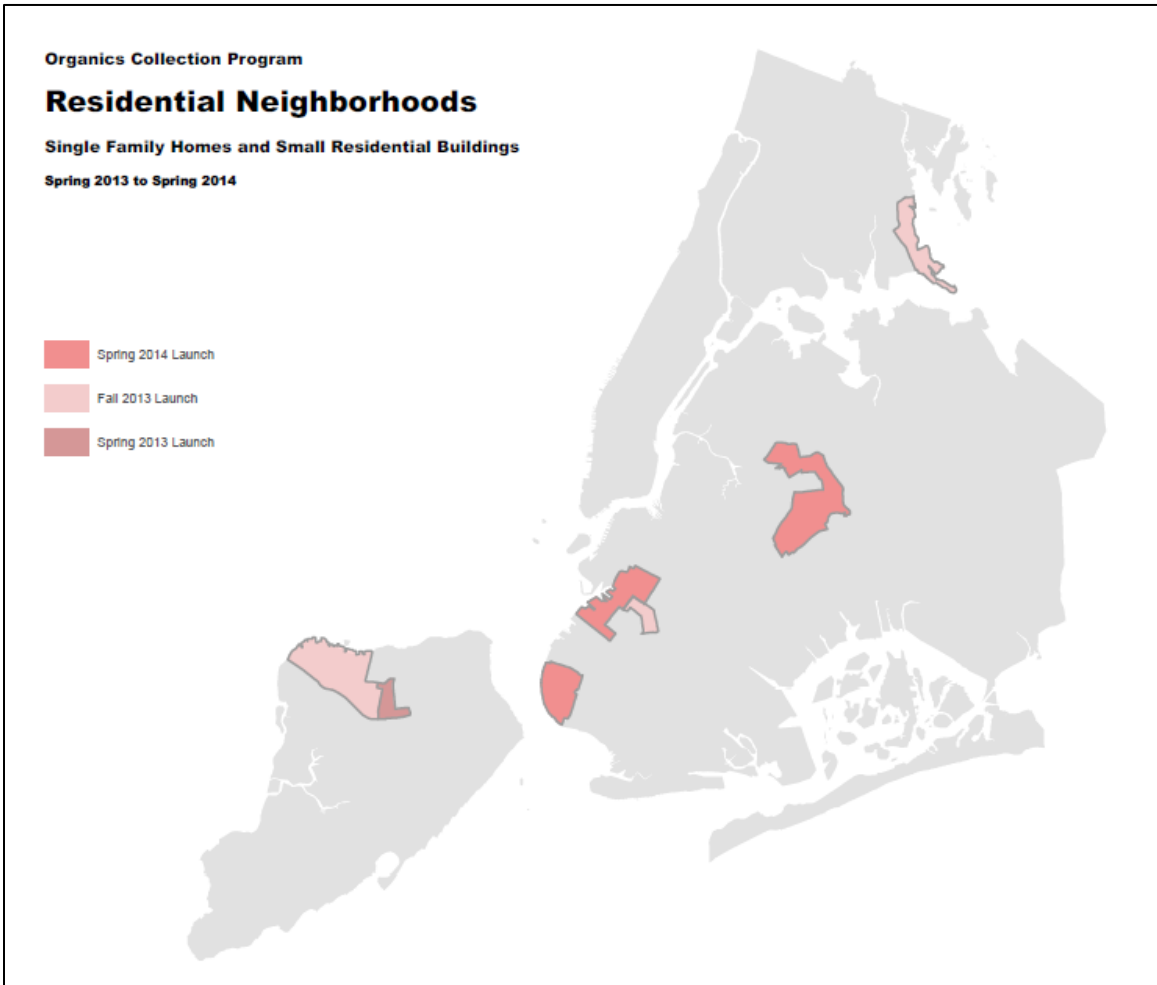 Organics Collection Program
Residential Neighborhoods
Single Family Homes and Small Residential Buildings
Spring 2013 to Spring 2014
Spring 2014 Launch
Fall 2013 Launch
Spring 2013 Launch